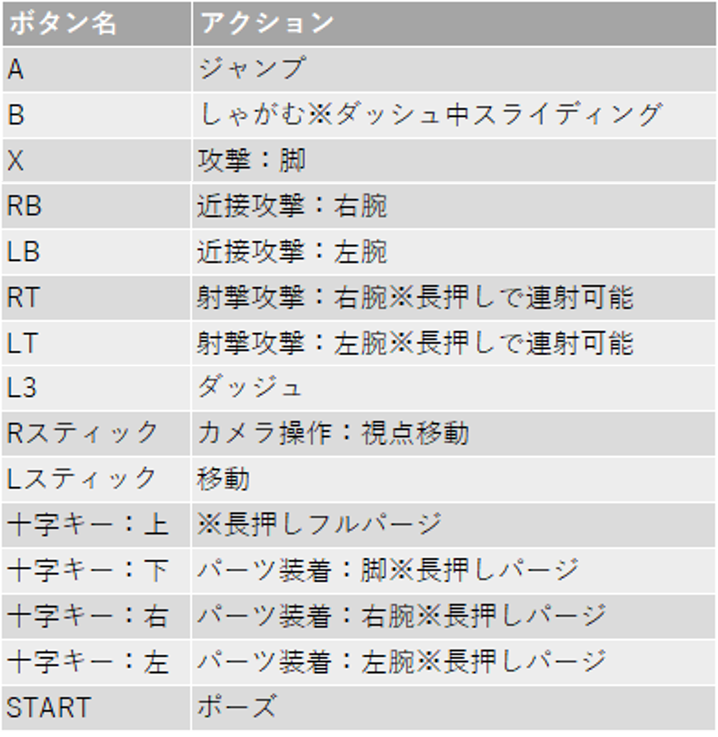 ボタン名 アクション
A ジャンプ
B しゃがむ※ダッシュ中スライディング
X 攻撃：脚
RB 近接攻撃：右腕
LB 近接攻撃：左腕
RT 射撃攻撃：右腕※長押しで連射可能
LT 射撃攻撃：左腕※長押しで連射可能
L3 ダッジュ
Rスティック カメラ操作：視点移動
Lスティック 移動
十字キー：上 ※長押しフルパージ
十字キー：下 パーツ装着：脚※長押しパージ
十字キー：右 パーツ装着：右腕※長押しパージ
十字キー：左 パーツ装着：左腕※長押しパージ
START ポーズ